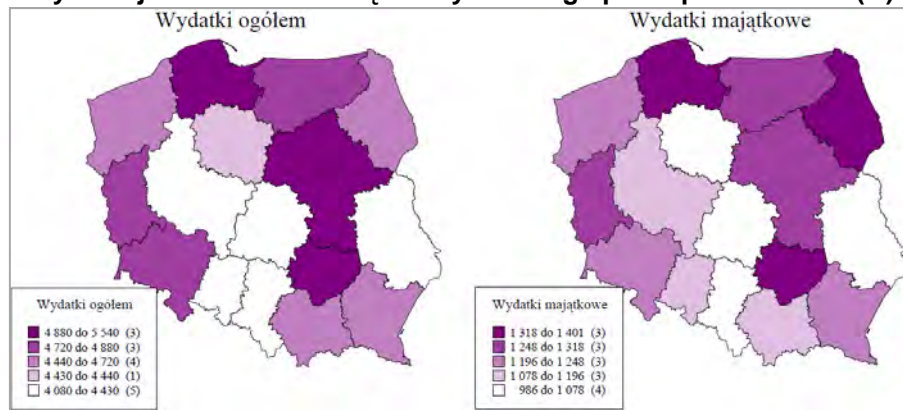 Wydatki ogółem
Wydatki majątkowe
Wydatki ogółem
4 880 do 5 540 (3)
4 720 do 4 880 (3)
4 440 do 4 720 (4)
4 430 do 4 440 (1)
4 080 do 4 430 (5)
Wydatki majątkowe
1 318 do 1 401 (3)
1 248 do 1 318 (3)
1 196 do 1 248 (3)
1 078 do 1 196 (3)
986 do 1 078 (4)